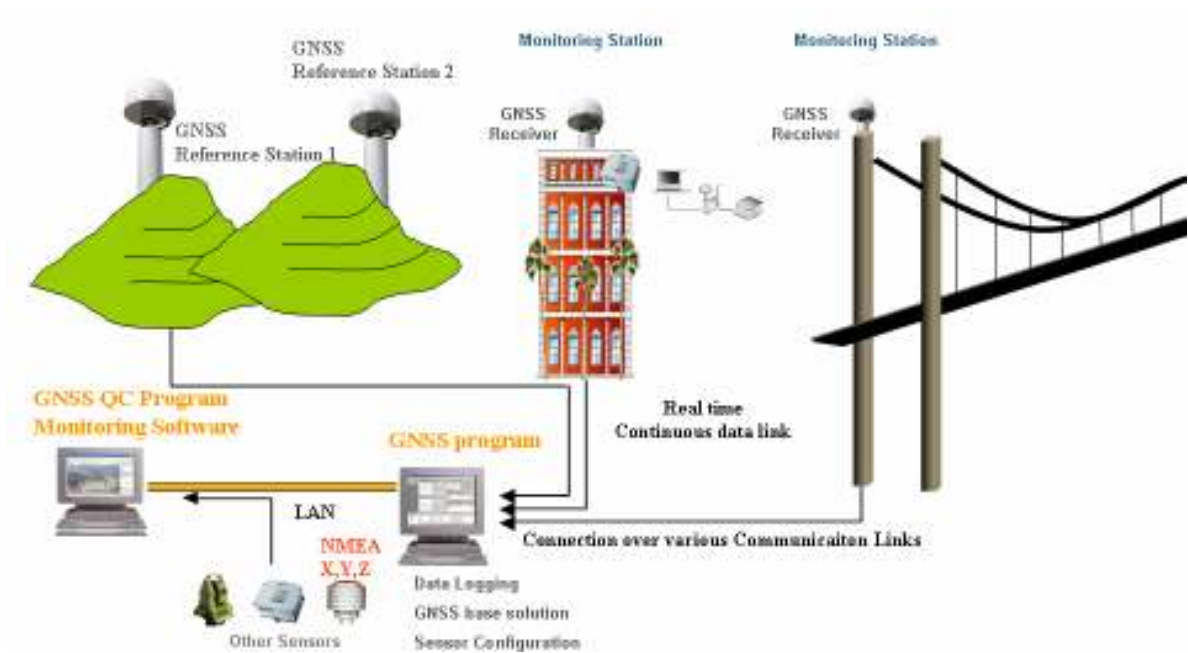 GNSS
Reference Station 2
Monitoring Station
Monitoring Station
GNSS
Reference Station 1
GNSS
Receiver
GNSS
Receiver
GNSS QC Program
Monitoring Software
GNSS program
Real time
Continuous data link
LAN
Connection over various Communicaiton Links
NMEA
X,Y,Z
Other Sensors
Data Logging
GNSS base solution
Sensor Configuration